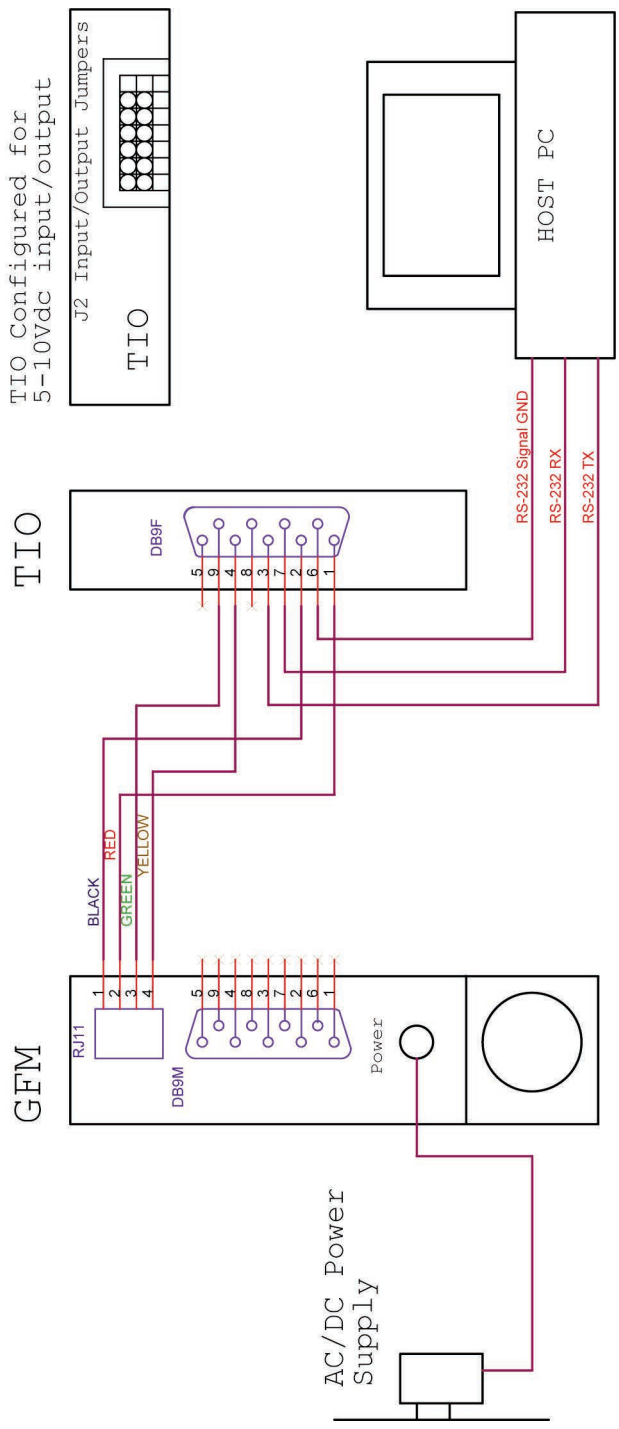 TIO Configured for
5-10Vdc input/output
J2 Input/Output Jumpers
TIO
TIO
DB9F
5
9
4
8
3
7
2
6
1
HOST PC
RS-232 Signal GND
RS-232 RX
RS-232 TX
BLACK
RED
GREEN
YELLOW
GFM
RJ11
1
2
3
4
DB9M
5
9
4
8
3
7
2
6
1
Power
AC/DC Power
Supply